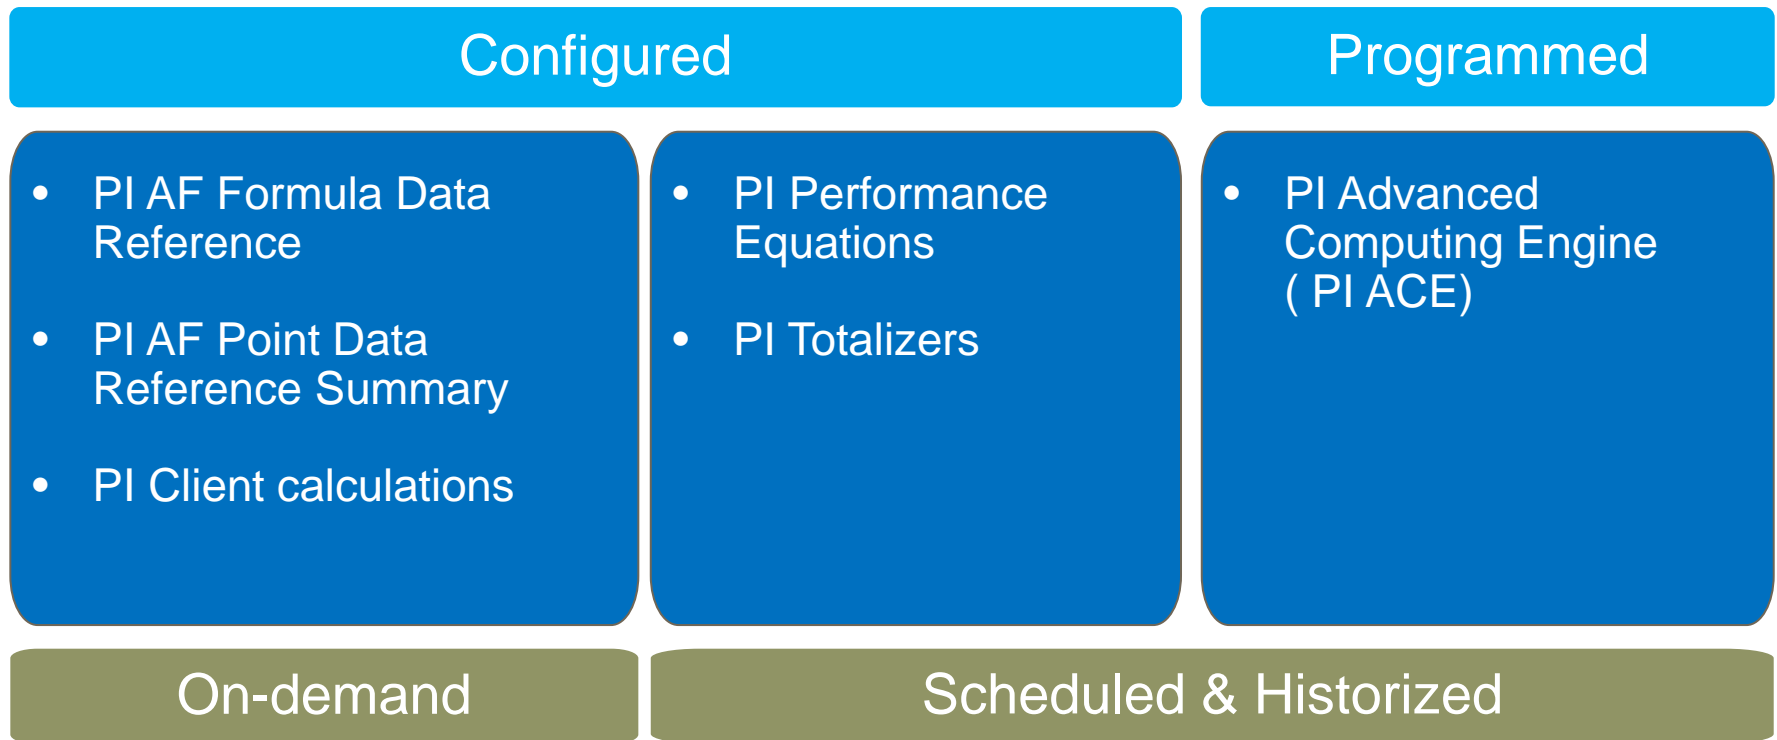 Configured
Programmed
• PI AF Formula Data
Reference
• PI AF Point Data
Reference Summary
• PI Client calculations
• PI Performance
Equations
• PI Totalizers
• PI Advanced
Computing Engine
( PI ACE)
On-demand
Scheduled & Historized